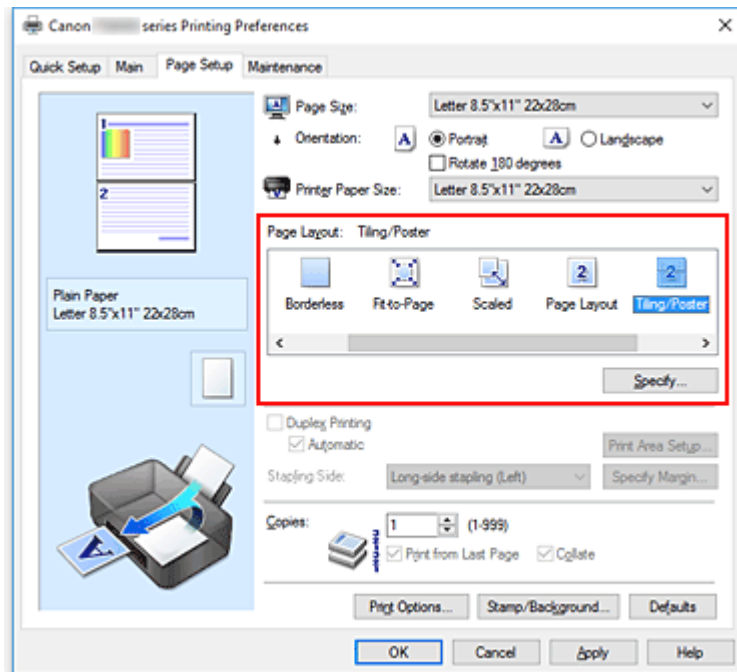 Canon series Printing Preferences
Quick Setup Main Page Setup Maintenance
1
2
Plain Paper
Letter 8.5"x11" 22x28cm
Page Size: Letter 8.5"x11" 22x28cm
Orientation: A Portrait A Landscape
Rotate 180 degrees
Printer Paper Size: Letter 8.5"x11" 22x28cm
Page Layout: Tiling/Poster
2 2
Borderless Fit-to-Page Scaled Page Layout Tiling/Poster
Specify...
Duplex Printing
Automatic Print Area Setup...
Stapling Side: Long-side stapling (Left) Specify Margin...
Copies: 1 (1-999)
Print from Last Page Collate
A
Print Options... Stamp/Background... Defaults
OK Cancel Apply Help